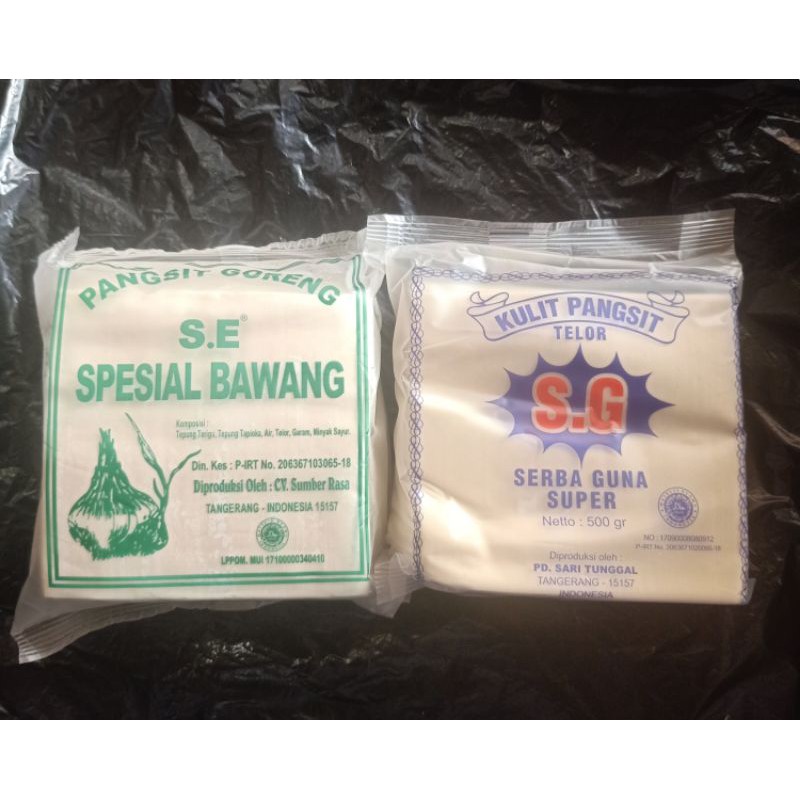 PANGSIT GORENG
S.E®
SPESIAL BAWANG
Komposisi :
Tepung Terigu, Tepung Tapioka, Air, Telor, Garam, Minyak Sayur.
Din. Kes : P-IRT No. 206367103065-18
Diproduksi Oleh : CV. Sumber Rasa
TANGERANG - INDONESIA 15157
LPPOM. MUI 17100000340410
KULIT PANGSIT
TELOR
S.G
SERBA GUNA
SUPER
Netto : 500 gr
P-IRT No.
Diproduksi oleh :
PD. SARI TUNGGAL
TANGERANG - 15157
INDONESIA